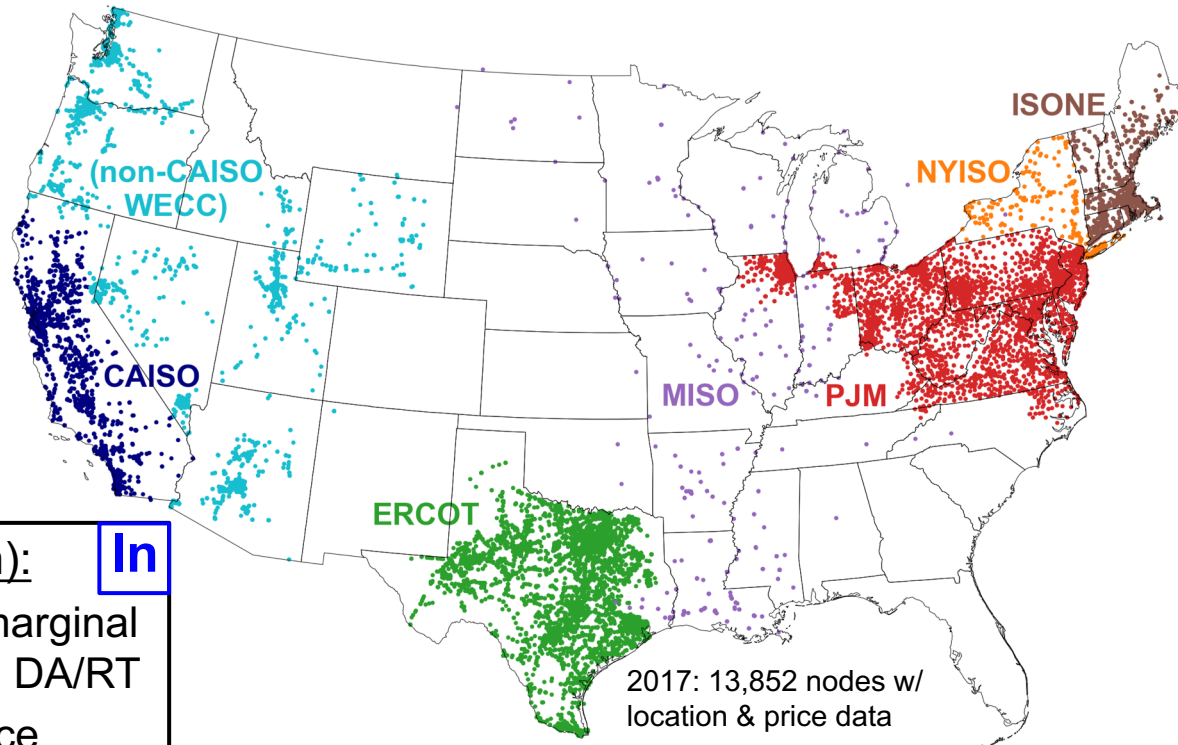 ISONE
NYISO
(non-CAISO
WECC)
CAISO
MISO
PJM
ERCOT
In
):
marginal
DA/RT
ce
2017: 13,852 nodes w/
location & price data